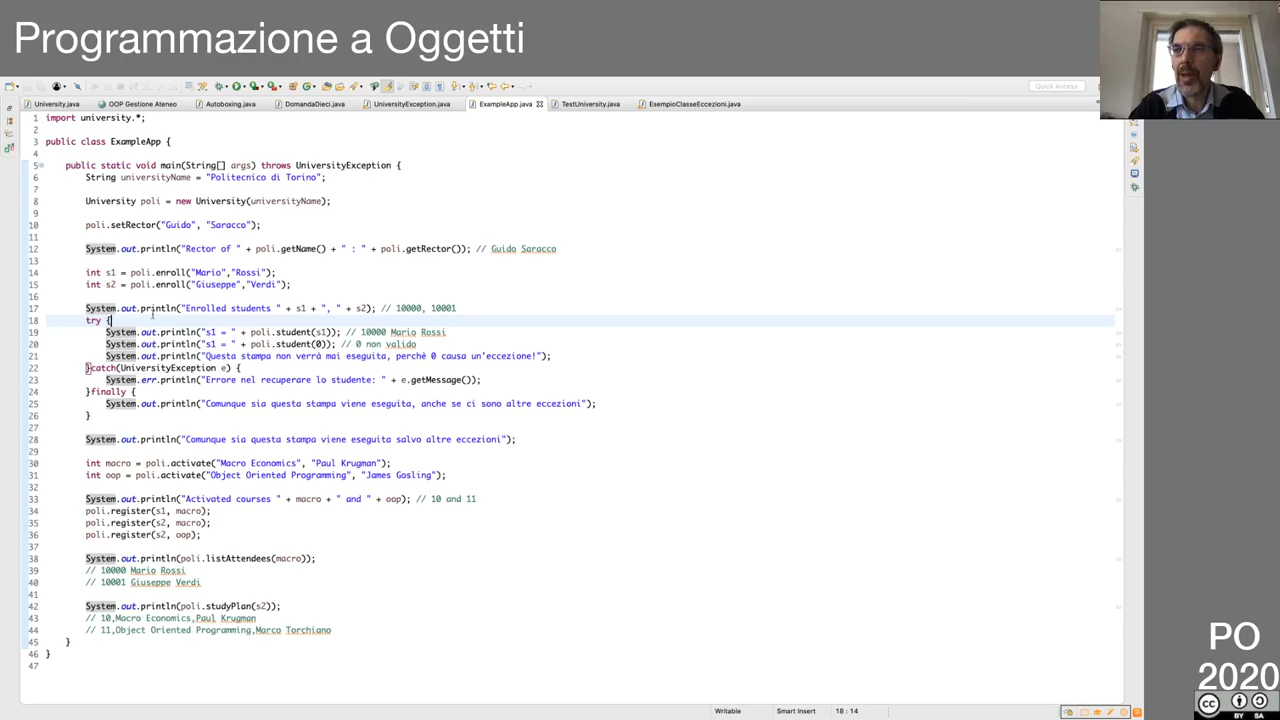 Programmazione a Oggetti
Quick Access
University.java OOP Gestione Ateneo Autoboxing.java DomandaDieci.java UniversityException.java ExampleApp.java TestUniversity.java EsempioClasseEccezioni.java
1 import university.*;
2
3 public class ExampleApp {
4
5 public static void main(String[] args) throws UniversityException {
6 String universityName = "Politecnico di Torino";
7
8 University poli = new University(universityName);
9
10 poli.setRector("Guido", "Saracco");
11
12 System.out.println("Rector of " + poli.getName() + " : " + poli.getRector()); // Guido Saracco
13
14 int s1 = poli.enroll("Mario","Rossi");
15 int s2 = poli.enroll("Giuseppe","Verdi");
16
17 System.out.println("Enrolled students " + s1 + ", " + s2); // 10000, 10001
18 try {
19 System.out.println("s1 = " + poli.student(s1)); // 10000 Mario Rossi
20 System.out.println("s1 = " + poli.student(0)); // 0 non valido
21 System.out.println("Questa stampa non verrà mai eseguita, perchè 0 causa un'eccezione!");
22 }catch(UniversityException e) {
23 System.err.println("Errore nel recuperare lo studente: " + e.getMessage());
24 }finally {
25 System.out.println("Comunque sia questa stampa viene eseguita, anche se ci sono altre eccezioni");
26 }
27
28 System.out.println("Comunque sia questa stampa viene eseguita salvo altre eccezioni");
29
30 int macro = poli.activate("Macro Economics", "Paul Krugman");
31 int oop = poli.activate("Object Oriented Programming", "James Gosling");
32
33 System.out.println("Activated courses " + macro + " and " + oop); // 10 and 11
34 poli.register(s1, macro);
35 poli.register(s2, macro);
36 poli.register(s2, oop);
37
38 System.out.println(poli.listAttendees(macro));
39 // 10000 Mario Rossi
40 // 10001 Giuseppe Verdi
41
42 System.out.println(poli.studyPlan(s2));
43 // 10,Macro Economics,Paul Krugman
44 // 11,Object Oriented Programming,Marco Torchiano
45 }
46 }
47
Writable Smart Insert 18 : 14
PO
2020
cc BY SA